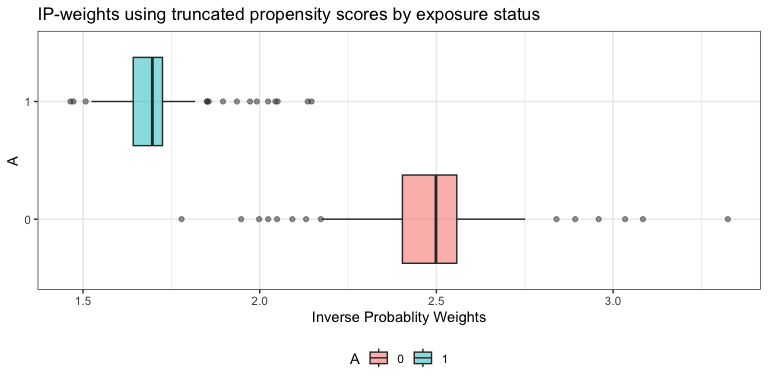 IP-weights using truncated propensity scores by exposure status
1
A
0
1.5 2.0 2.5 3.0
Inverse Probablity Weights
A 0 1